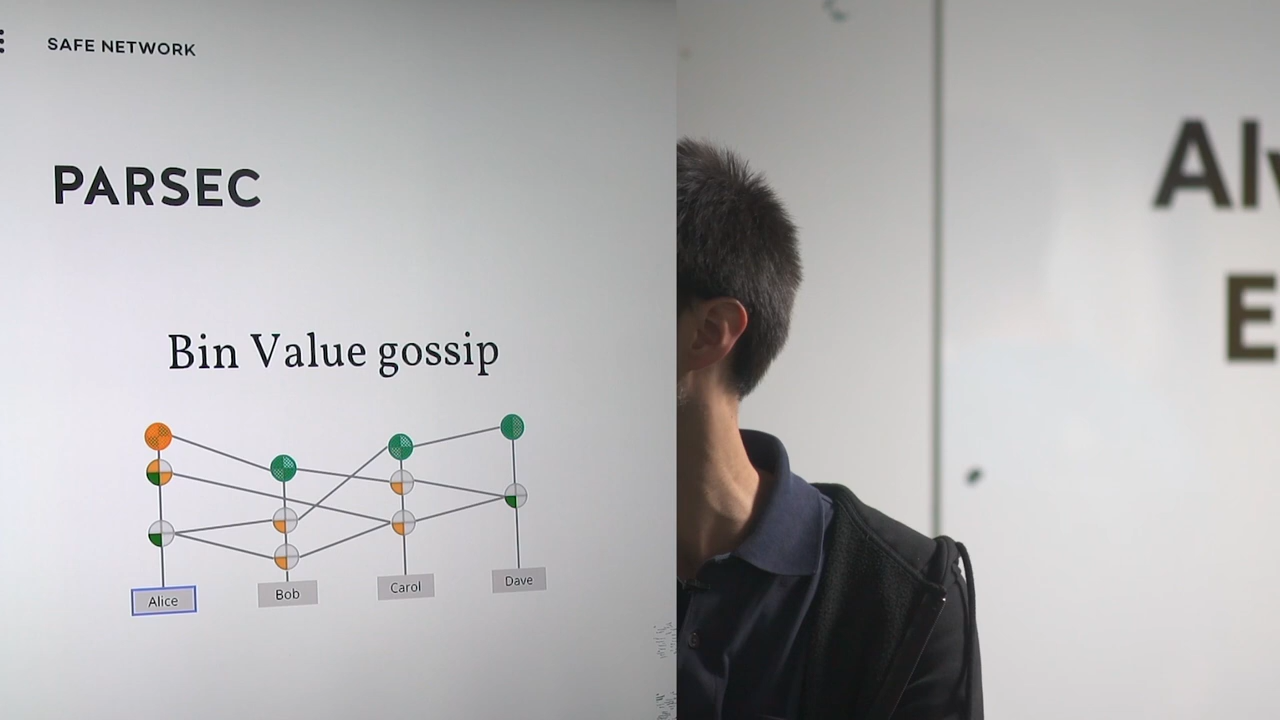 SAFE NETWORK
PARSEC
Bin Value gossip
Alice
Bob
Carol
Dave